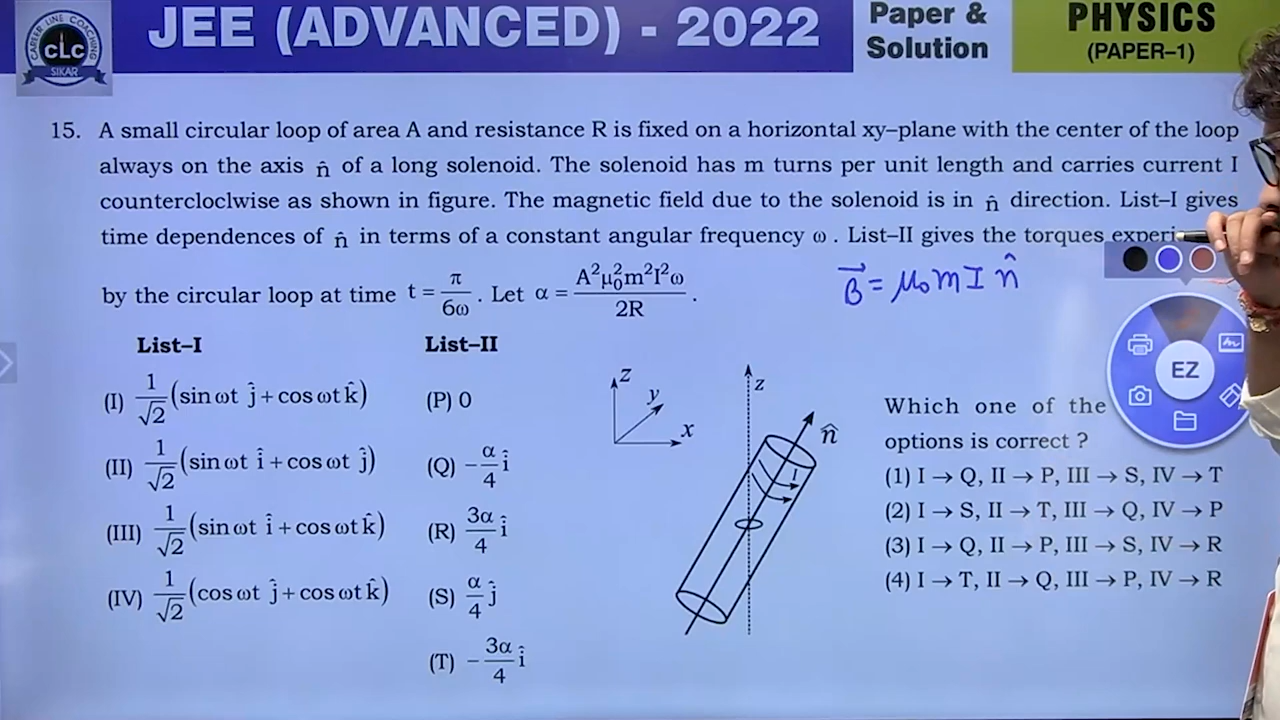 CAREER LINE COACHING
CLC
SIKAR
JEE (ADVANCED) - 2022
Paper &
Solution
PHYSICS
(PAPER–1)
15. A small circular loop of area A and resistance R is fixed on a horizontal xy–plane with the center of the loop
always on the axis n̂ of a long solenoid. The solenoid has m turns per unit length and carries current I
countercloclwise as shown in figure. The magnetic field due to the solenoid is in n̂ direction. List–I gives
time dependences of n̂ in terms of a constant angular frequency ω . List–II gives the torques
by the circular loop at time t = π/6ω . Let α = A²μ₀²m²I²ω/2R .
B⃗ = μ₀mI n̂
List–I List–II
(I) 1/√2 (sin ωt ĵ + cos ωt k̂) (P) 0
(II) 1/√2 (sin ωt î + cos ωt ĵ) (Q) −α/4 î
(III) 1/√2 (sin ωt î + cos ωt k̂) (R) 3α/4 î
(IV) 1/√2 (cos ωt ĵ + cos ωt k̂) (S) α/4 ĵ
(T) −3α/4 î
z
y
x
z
n̂
I
Which one of the
options is correct ?
(1) I → Q, II → P, III → S, IV → T
(2) I → S, II → T, III → Q, IV → P
(3) I → Q, II → P, III → S, IV → R
(4) I → T, II → Q, III → P, IV → R
EZ